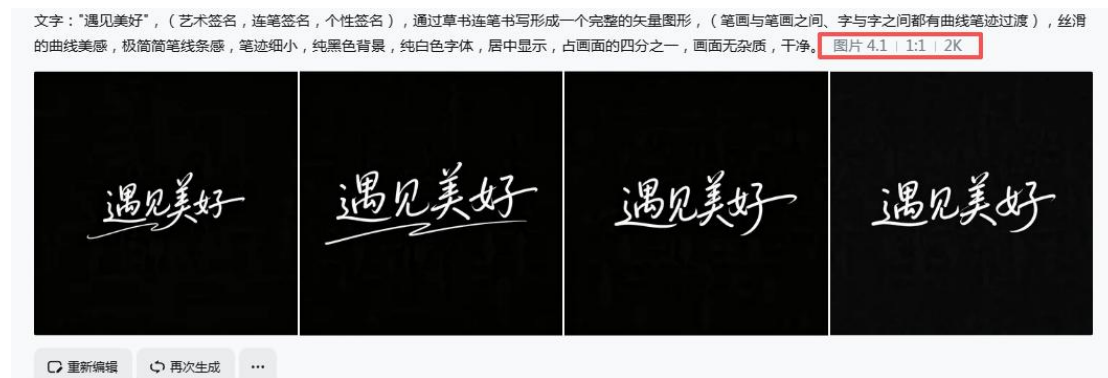 文字："遇见美好"，（艺术签名，连笔签名，个性签名），通过草书连笔书写形成一个完整的矢量图形，（笔画与笔画之间、字与字之间都有曲线笔迹过渡），丝滑
的曲线美感，极简简笔线条感，笔迹细小，纯黑色背景，纯白色字体，居中显示，占画面的四分之一，画面无杂质，干净。 图片 4.1 | 1:1 | 2K
遇见美好 遇见美好 遇见美好 遇见美好
重新编辑 再次生成 ···